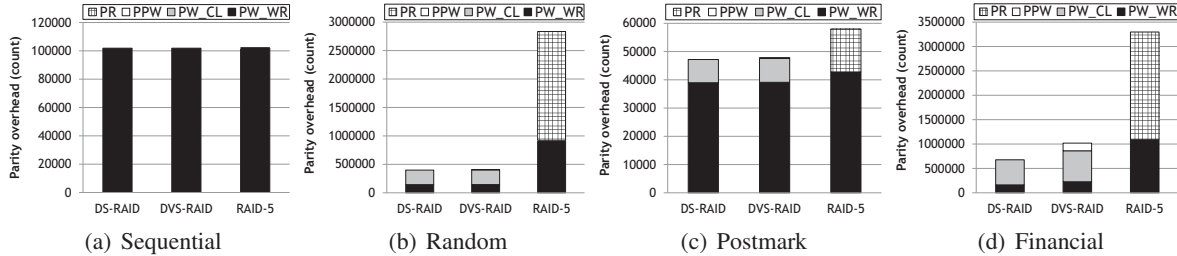 PR PPW PW_CL PW_WR
Parity overhead (count)
120000
100000
80000
60000
40000
20000
0
DS-RAID DVS-RAID RAID-5
(a) Sequential
PR PPW PW_CL PW_WR
Parity overhead (count)
3000000
2500000
2000000
1500000
1000000
500000
0
DS-RAID DVS-RAID RAID-5
(b) Random
PR PPW PW_CL PW_WR
Parity overhead (count)
60000
50000
40000
30000
20000
10000
0
DS-RAID DVS-RAID RAID-5
(c) Postmark
PR PPW PW_CL PW_WR
Parity overhead (count)
3500000
3000000
2500000
2000000
1500000
1000000
500000
0
DS-RAID DVS-RAID RAID-5
(d) Financial